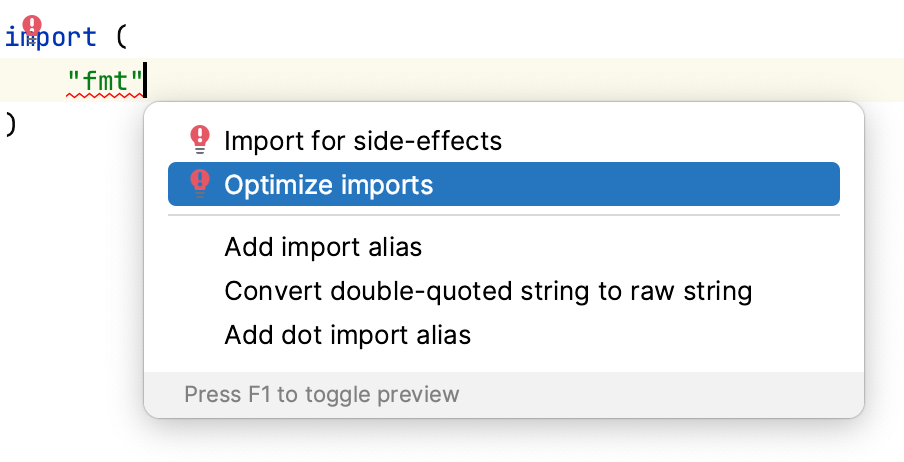 import (
"fmt"
)
Import for side-effects
Optimize imports
Add import alias
Convert double-quoted string to raw string
Add dot import alias
Press F1 to toggle preview